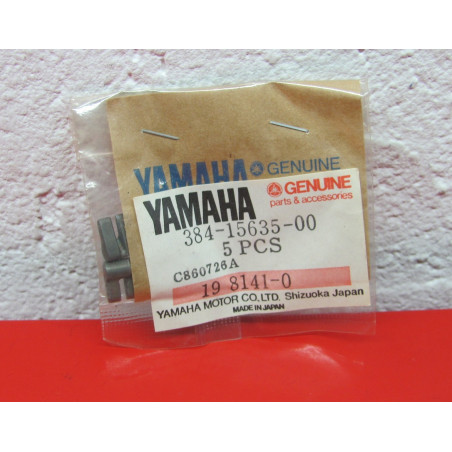 YAMAHA GENUINE
YAMAHA GENUINE
parts & accessories
384-15635-00
5 PCS
C860726A
19 8141-0
YAMAHA MOTOR CO., LTD. Shizuoka Japan
MADE IN JAPAN